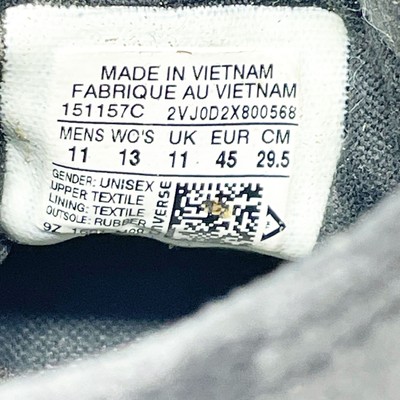 MADE IN VIETNAM
FABRIQUE AU VIETNAM
151157C 2VJ0D2X800568
MENS WO'S UK EUR CM
11 13 11 45 29.5
GENDER: UNISEX
UPPER TEXTILE
LINING: TEXTILE
OUTSOLE: RUBBER
97